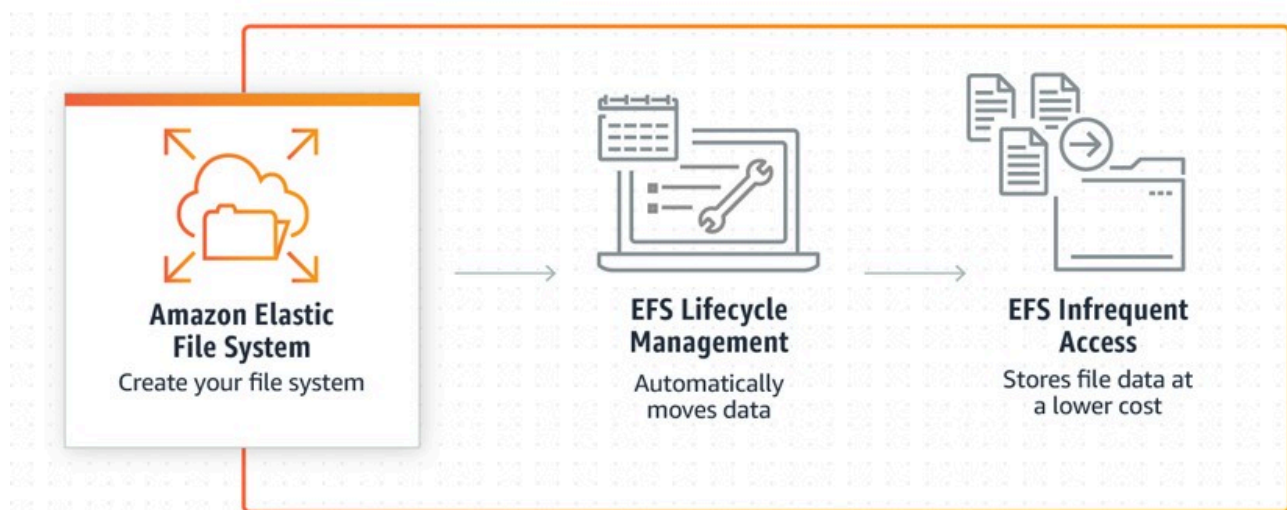 Amazon Elastic
File System
Create your file system
EFS Lifecycle
Management
Automatically
moves data
EFS Infrequent
Access
Stores file data at
a lower cost